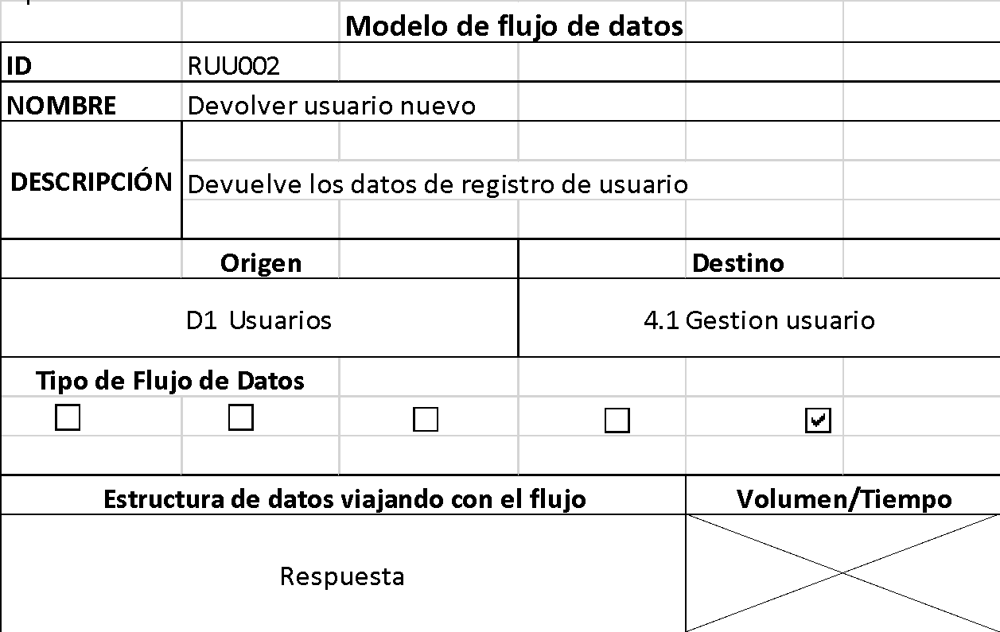 Modelo de flujo de datos
ID RUU002
NOMBRE Devolver usuario nuevo
DESCRIPCIÓN Devuelve los datos de registro de usuario
Origen Destino
D1 Usuarios 4.1 Gestion usuario
Tipo de Flujo de Datos
Estructura de datos viajando con el flujo Volumen/Tiempo
Respuesta